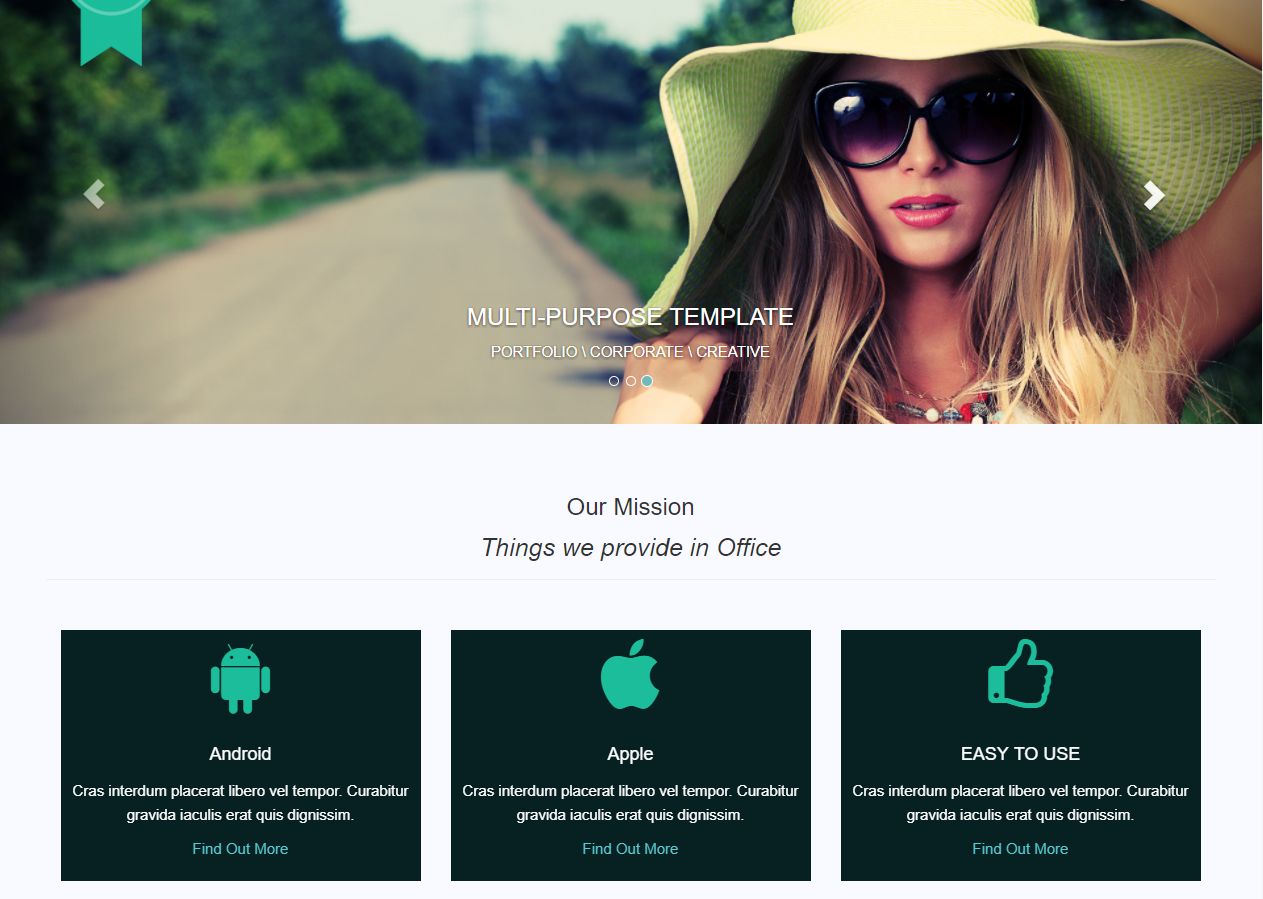 MULTI-PURPOSE TEMPLATE
PORTFOLIO \ CORPORATE \ CREATIVE
Our Mission
Things we provide in Office
Android
Cras interdum placerat libero vel tempor. Curabitur
gravida iaculis erat quis dignissim.
Find Out More
Apple
Cras interdum placerat libero vel tempor. Curabitur
gravida iaculis erat quis dignissim.
Find Out More
EASY TO USE
Cras interdum placerat libero vel tempor. Curabitur
gravida iaculis erat quis dignissim.
Find Out More